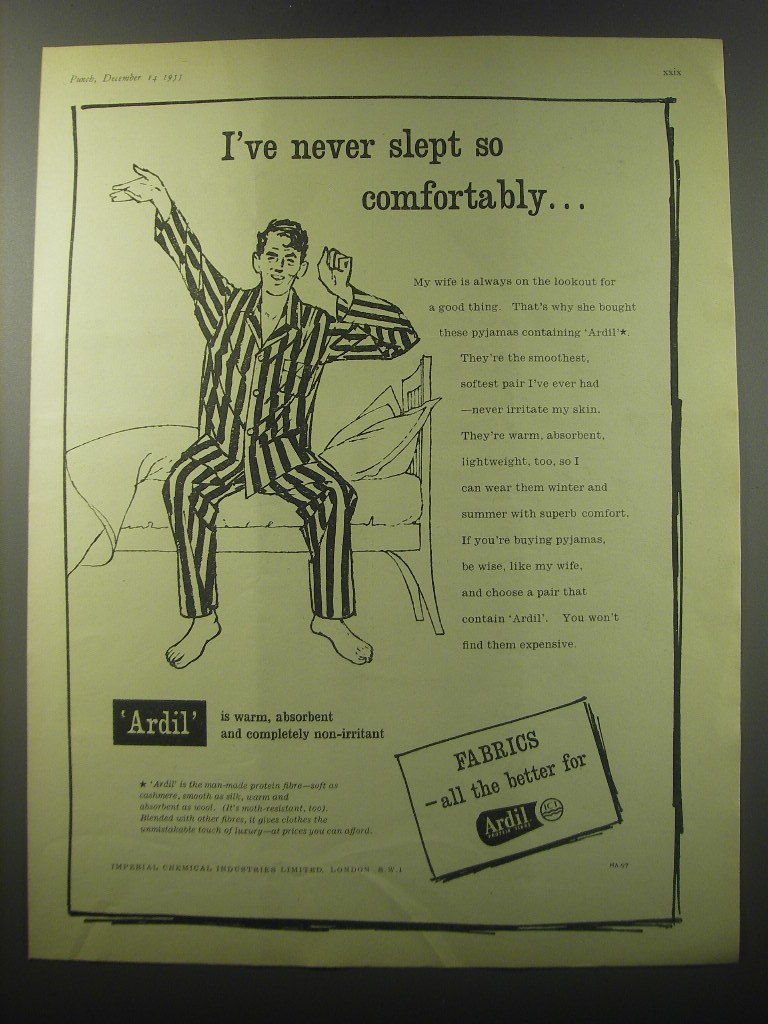 Punch, December 14 1955
xxix
I've never slept so
comfortably...
My wife is always on the lookout for
a good thing. That's why she bought
these pyjamas containing 'Ardil'★.
They're the smoothest,
softest pair I've ever had
—never irritate my skin.
They're warm, absorbent,
lightweight, too, so I
can wear them winter and
summer with superb comfort.
If you're buying pyjamas,
be wise, like my wife,
and choose a pair that
contain 'Ardil'. You won't
find them expensive.
'Ardil'
is warm, absorbent
and completely non-irritant
★ 'Ardil' is the man-made protein fibre—soft as
cashmere, smooth as silk, warm and
absorbent as wool. (It's moth-resistant, too).
Blended with other fibres, it gives clothes the
unmistakable touch of luxury—at prices you can afford.
FABRICS
—all the better for
Ardil
PROTEIN FIBRE
ICI
IMPERIAL CHEMICAL INDUSTRIES LIMITED, LONDON S.W.1